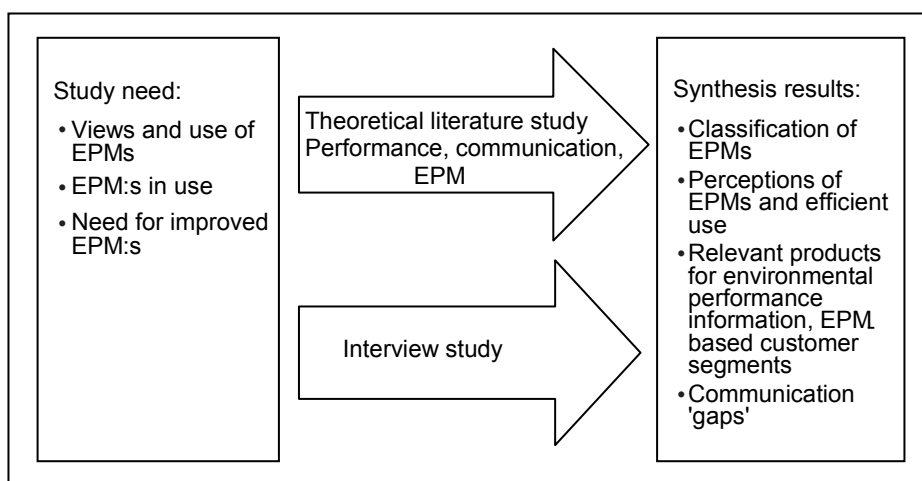 Study need:
• Views and use of
EPMs
• EPM:s in use
• Need for improved
EPM:s
Theoretical literature study
Performance, communication,
EPM
Interview study
Synthesis results:
• Classification of
EPMs
• Perceptions of
EPMs and efficient
use
• Relevant products
for environmental
performance
information, EPM-
based customer
segments
• Communication
'gaps'